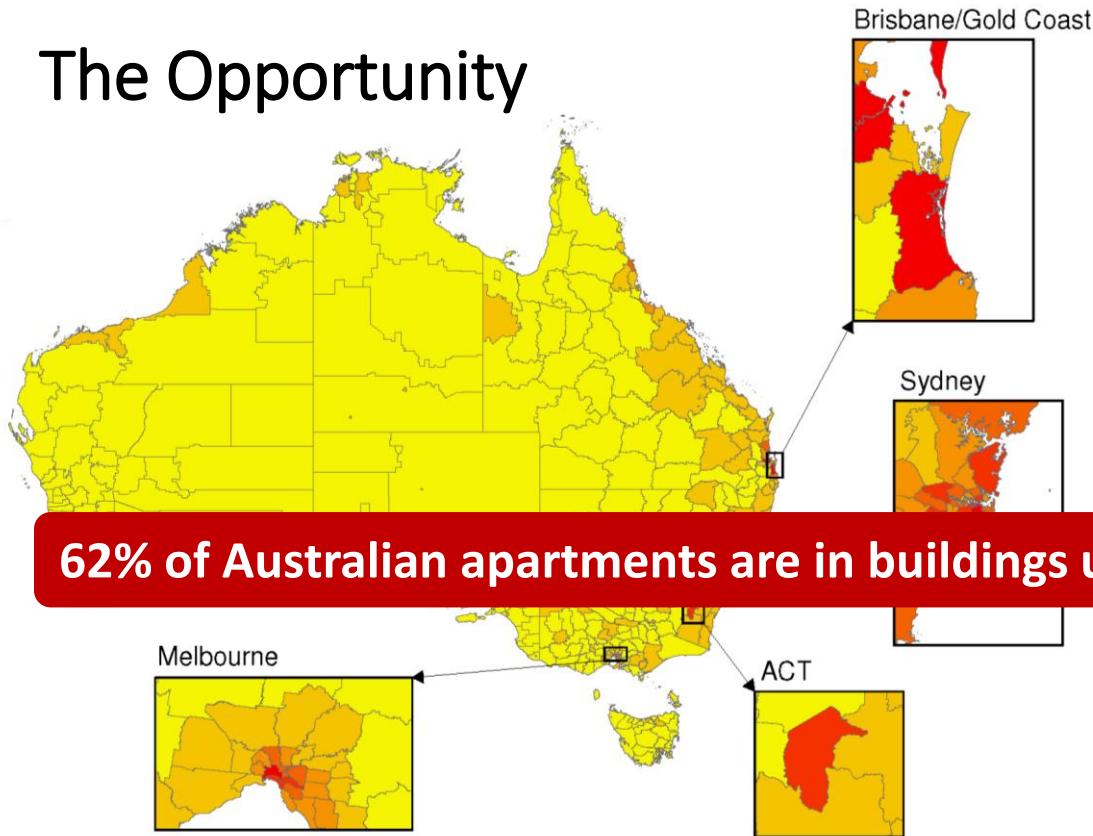 The Opportunity
Brisbane/Gold Coast
Sydney
62% of Australian apartments are in buildings
Melbourne
ACT